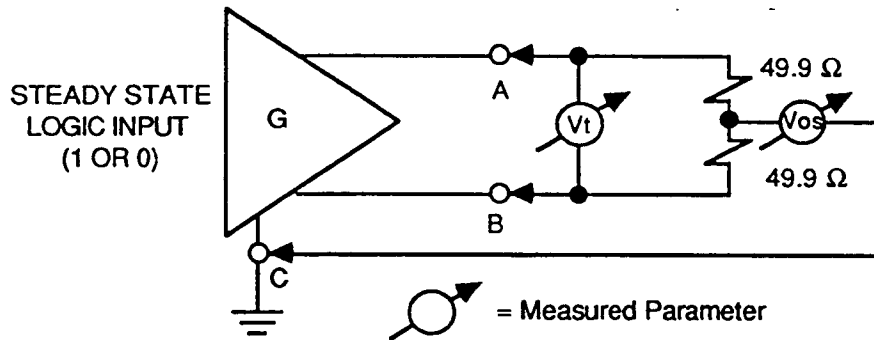 STEADY STATE
LOGIC INPUT
(1 OR 0)
G
A
B
C
Vt
49.9 Ω
Vos
49.9 Ω
= Measured Parameter